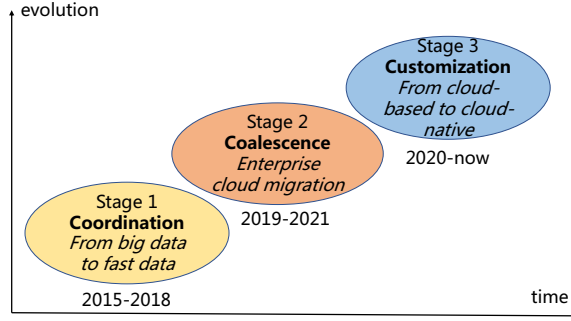 evolution
Stage 3
Customization
From cloud-
based to cloud-
native
2020-now
Stage 2
Coalescence
Enterprise
cloud migration
2019-2021
Stage 1
Coordination
From big data
to fast data
2015-2018
time